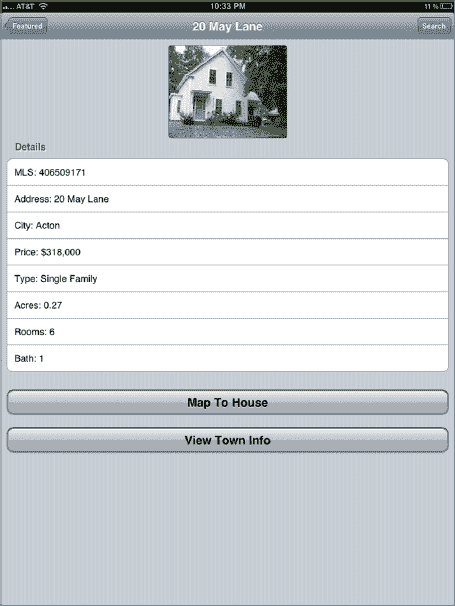 ... AT&T 10:33 PM 11 %
Featured 20 May Lane Search
Details
MLS: 406509171
Address: 20 May Lane
City: Acton
Price: $318,000
Type: Single Family
Acres: 0.27
Rooms: 6
Bath: 1
Map To House
View Town Info